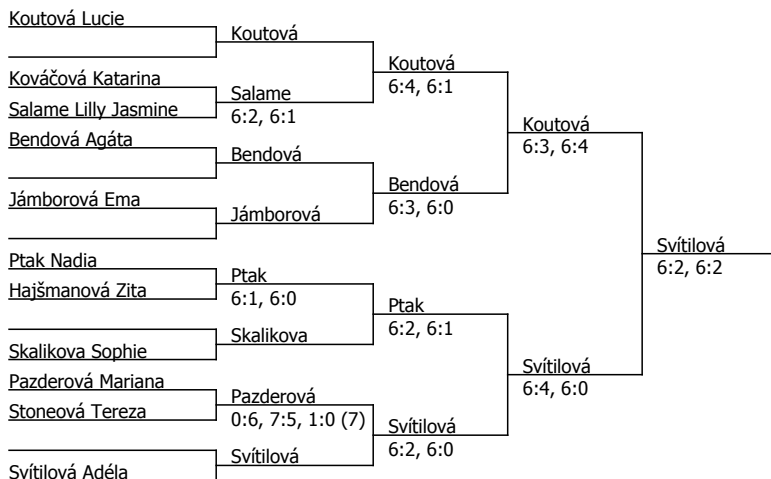 Koutová Lucie
Koutová
Kováčová Katarina
Salame Lilly Jasmine
Salame
6:2, 6:1
Koutová
6:4, 6:1
Bendová Agáta
Bendová
Jámborová Ema
Jámborová
Bendová
6:3, 6:0
Koutová
6:3, 6:4
Ptak Nadia
Hajšmanová Zita
Ptak
6:1, 6:0
Skalikova Sophie
Skalikova
Ptak
6:2, 6:1
Pazderová Mariana
Stoneová Tereza
Pazderová
0:6, 7:5, 1:0 (7)
Svítilová Adéla
Svítilová
Svítilová
6:2, 6:0
Svítilová
6:4, 6:0
Svítilová
6:2, 6:2